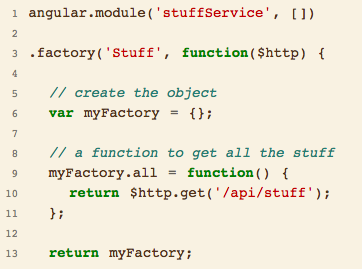 1 angular.module('stuffService', [])
2
3 .factory('Stuff', function($http) {
4
5   // create the object
6   var myFactory = {};
7
8   // a function to get all the stuff
9   myFactory.all = function() {
10     return $http.get('/api/stuff');
11   };
12
13   return myFactory;